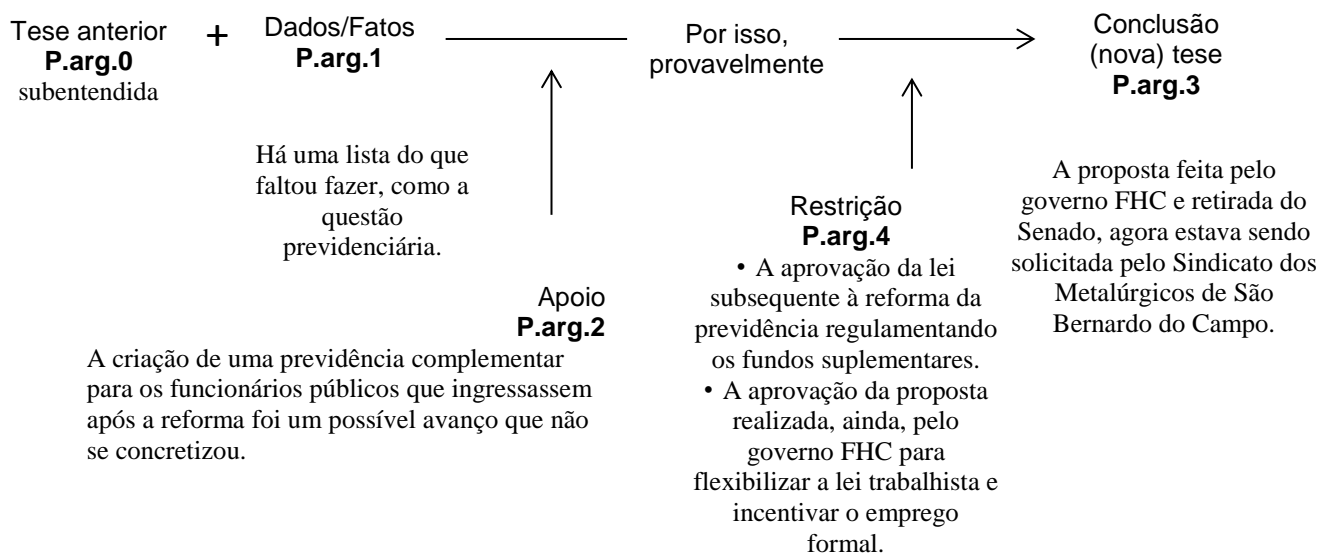 Tese anterior
P.arg.0
subentendida
+
Dados/Fatos
P.arg.1
Por isso,
provavelmente
Conclusão
(nova) tese
P.arg.3
Há uma lista do que
faltou fazer, como a
questão
previdenciária.
Apoio
P.arg.2
A criação de uma previdência complementar
para os funcionários públicos que ingressassem
após a reforma foi um possível avanço que não
se concretizou.
Restrição
P.arg.4
• A aprovação da lei
subsequente à reforma da
previdência regulamentando
os fundos suplementares.
• A aprovação da proposta
realizada, ainda, pelo
governo FHC para
flexibilizar a lei trabalhista e
incentivar o emprego
formal.
A proposta feita pelo
governo FHC e retirada do
Senado, agora estava sendo
solicitada pelo Sindicato dos
Metalúrgicos de São
Bernardo do Campo.